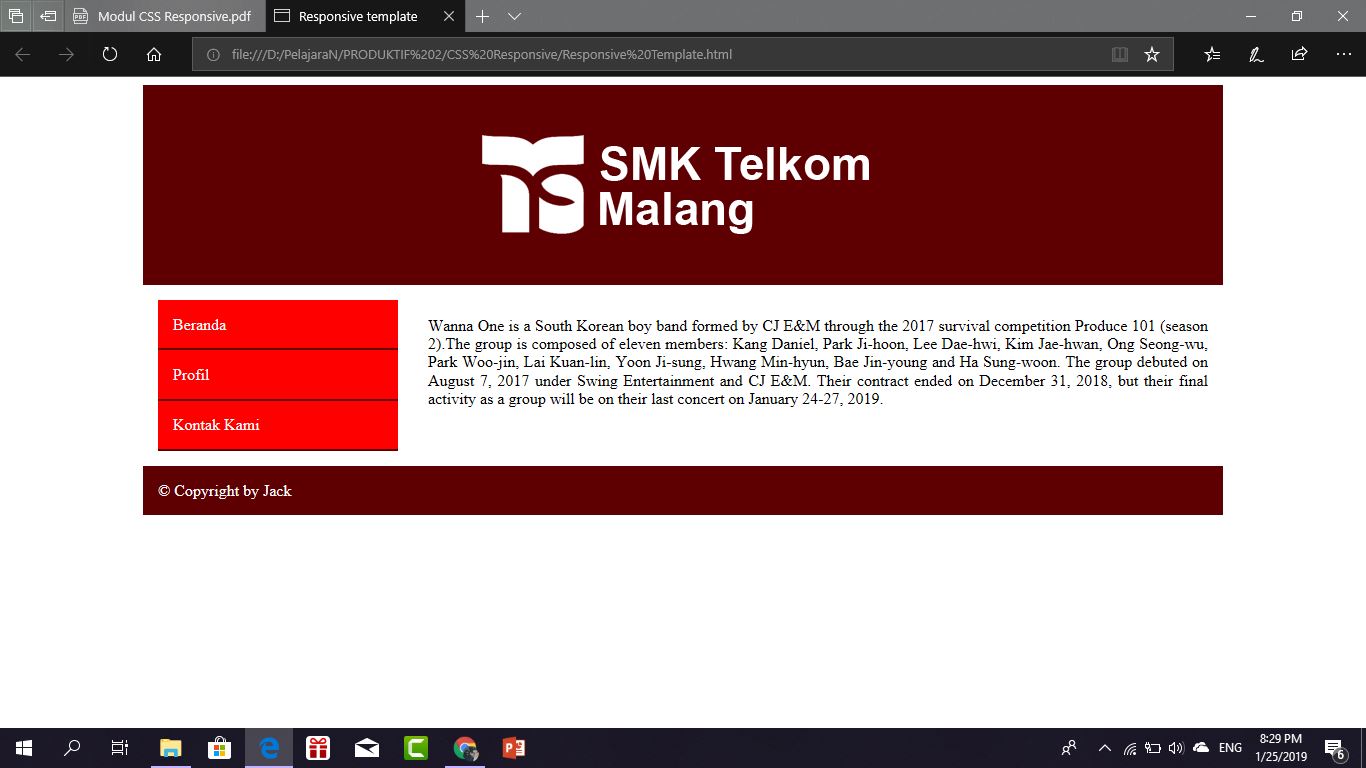 Modul CSS Responsive.pdf
Responsive template
file:///D:/PelajaraN/PRODUKTIF%202/CSS%20Responsive/Responsive%20Template.html
SMK Telkom
Malang
Beranda
Profil
Kontak Kami
Wanna One is a South Korean boy band formed by CJ E&M through the 2017 survival competition Produce 101 (season
2).The group is composed of eleven members: Kang Daniel, Park Ji-hoon, Lee Dae-hwi, Kim Jae-hwan, Ong Seong-wu,
Park Woo-jin, Lai Kuan-lin, Yoon Ji-sung, Hwang Min-hyun, Bae Jin-young and Ha Sung-woon. The group debuted on
August 7, 2017 under Swing Entertainment and CJ E&M. Their contract ended on December 31, 2018, but their final
activity as a group will be on their last concert on January 24-27, 2019.
© Copyright by Jack
ENG
8:29 PM
1/25/2019
6